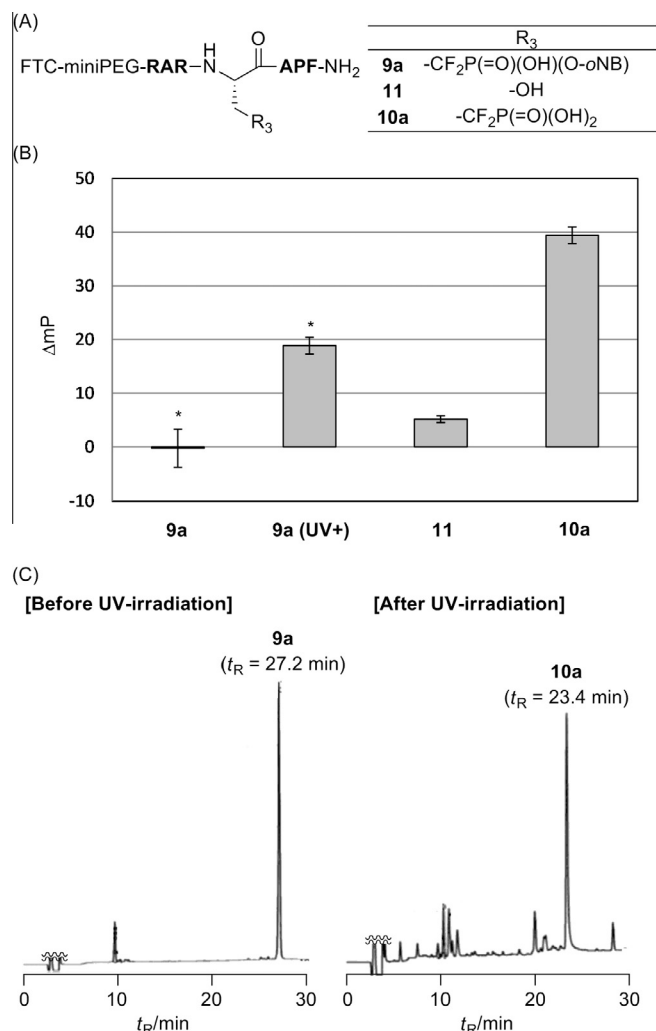 (A)
FTC-miniPEG-RAR-N H O APF-NH2
R3
R3
9a -CF2P(=O)(OH)(O-oNB)
11 -OH
10a -CF2P(=O)(OH)2
(B)
50
40
30
20
10
0
-10
ΔmP
*
*
9a 9a (UV+) 11 10a
(C)
[Before UV-irradiation] [After UV-irradiation]
9a
(tR = 27.2 min)
10a
(tR = 23.4 min)
0 10 20 30
tR/min
0 10 20 30
tR/min